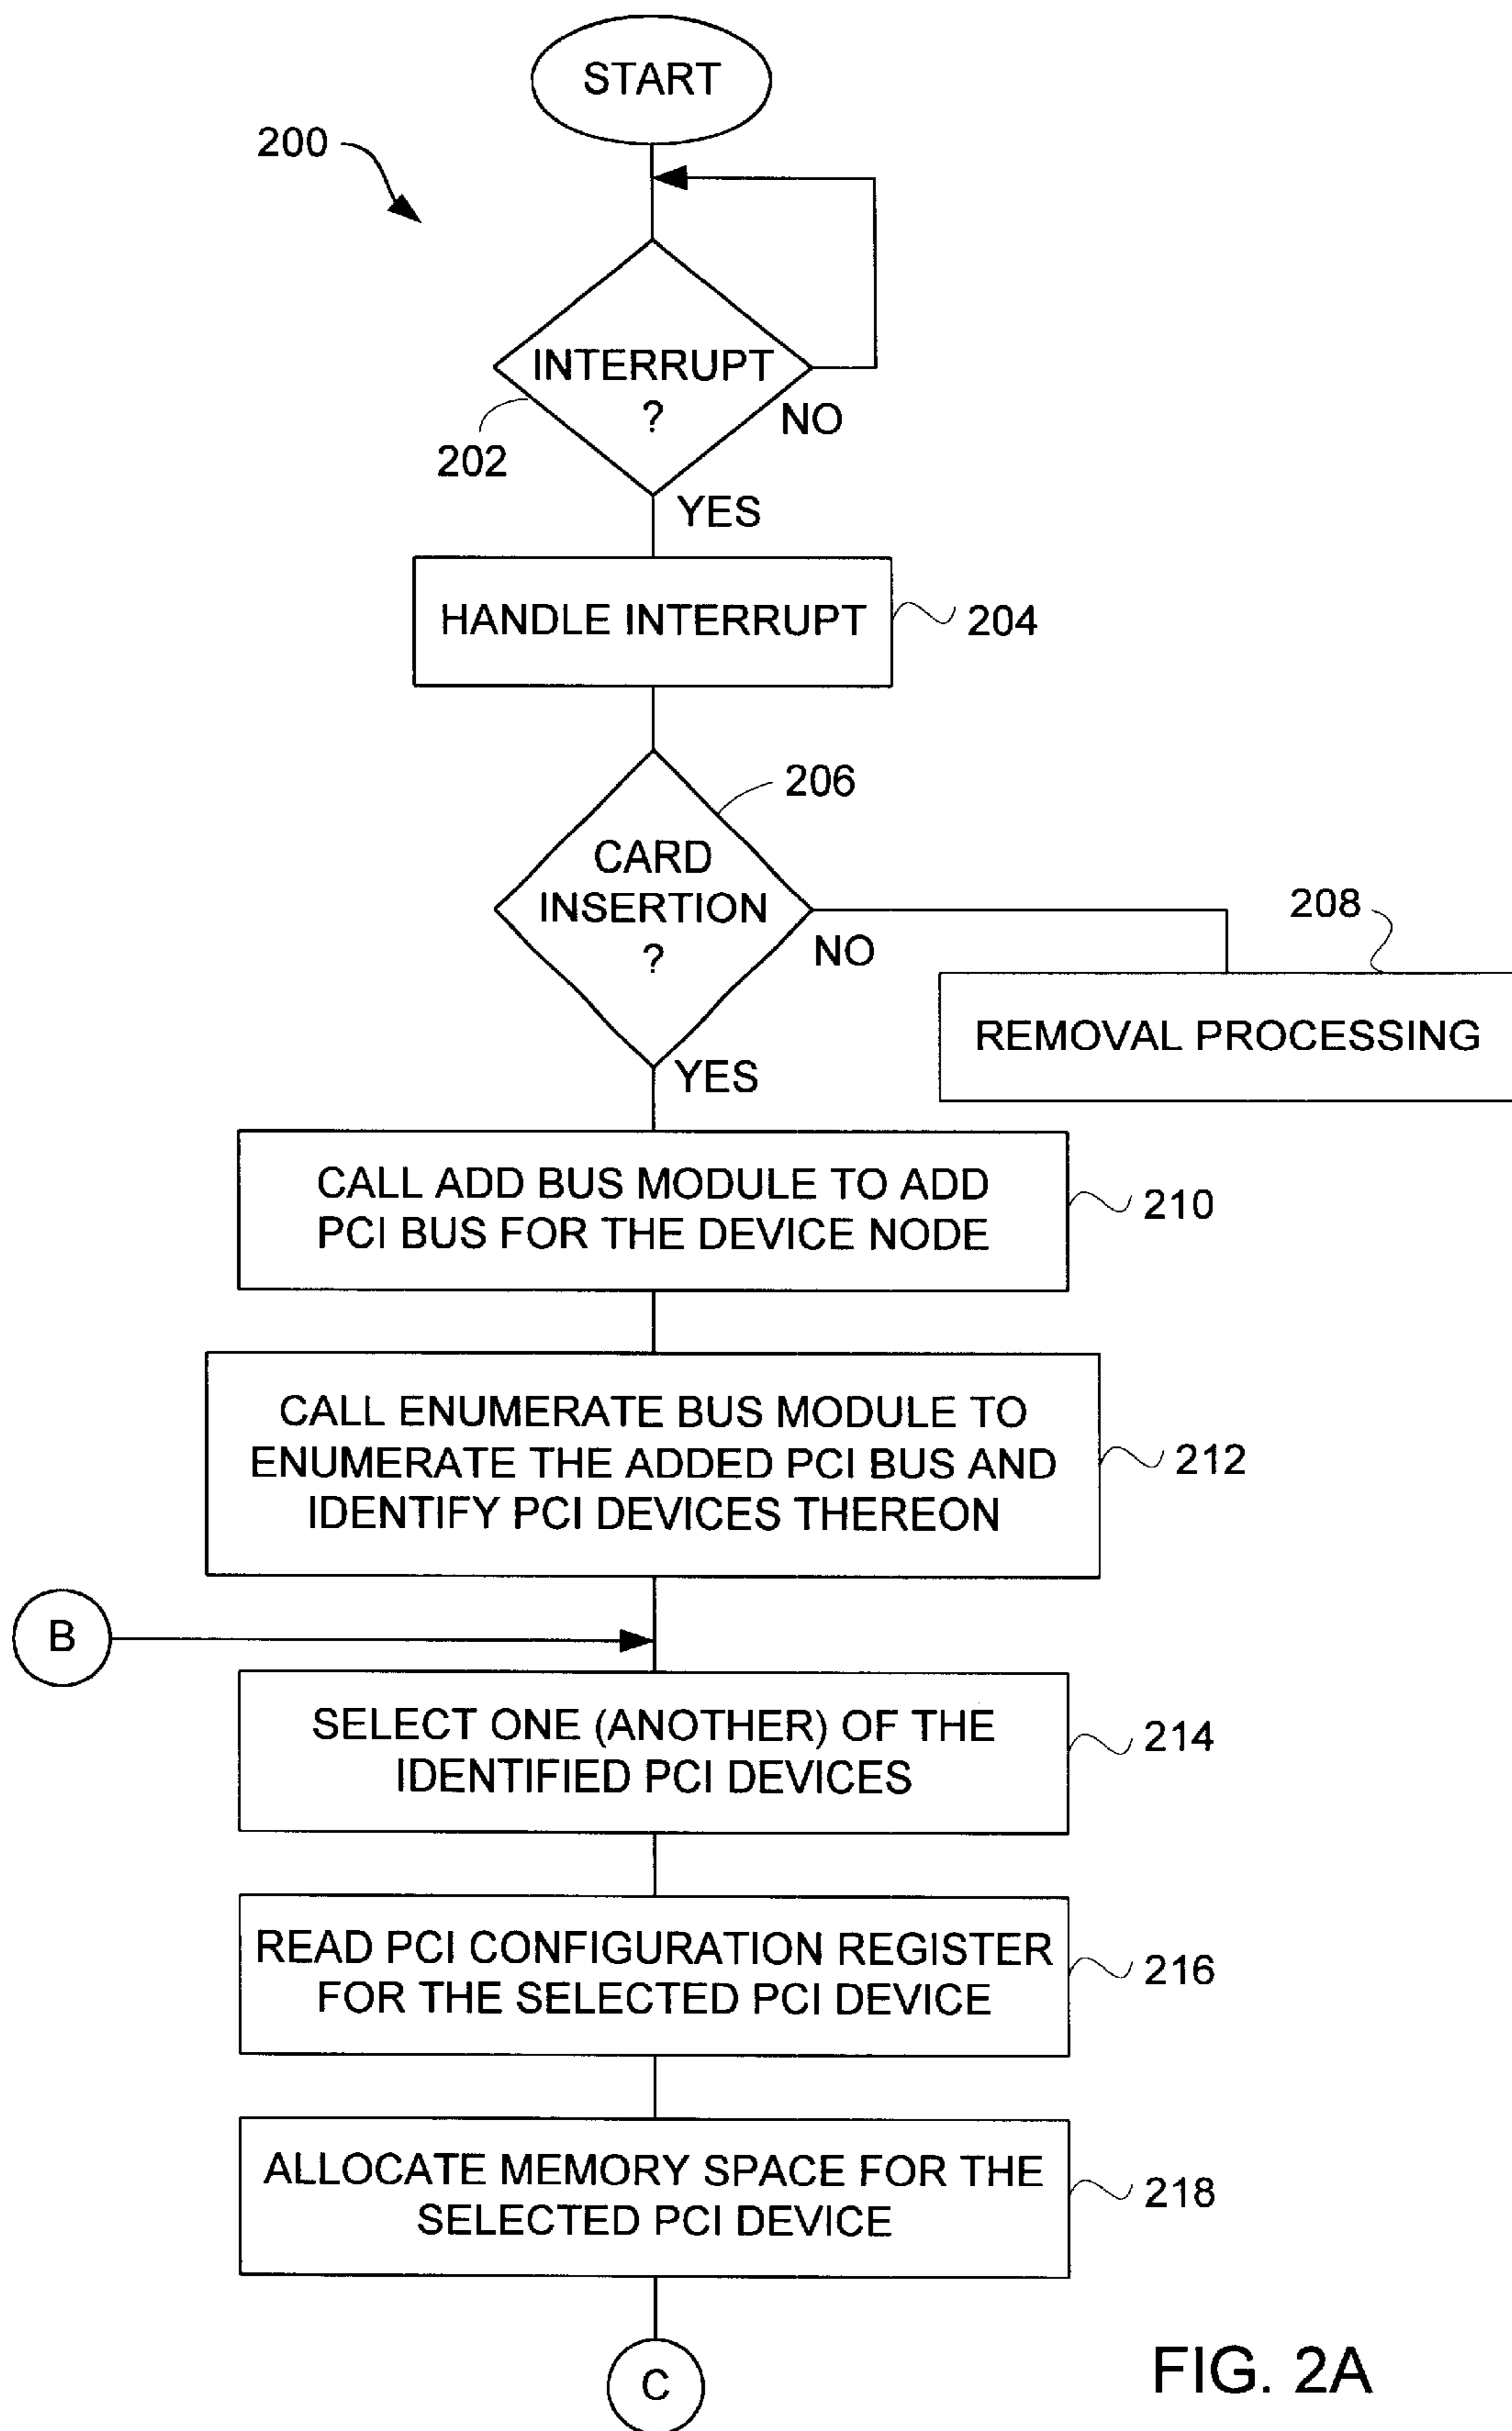 START
200
INTERRUPT
?
NO
202
YES
HANDLE INTERRUPT
204
206
CARD
INSERTION
?
NO
208
REMOVAL PROCESSING
YES
CALL ADD BUS MODULE TO ADD
PCI BUS FOR THE DEVICE NODE
210
CALL ENUMERATE BUS MODULE TO
ENUMERATE THE ADDED PCI BUS AND
IDENTIFY PCI DEVICES THEREON
212
B
SELECT ONE (ANOTHER) OF THE
IDENTIFIED PCI DEVICES
214
READ PCI CONFIGURATION REGISTER
FOR THE SELECTED PCI DEVICE
216
ALLOCATE MEMORY SPACE FOR THE
SELECTED PCI DEVICE
218
C
FIG. 2A